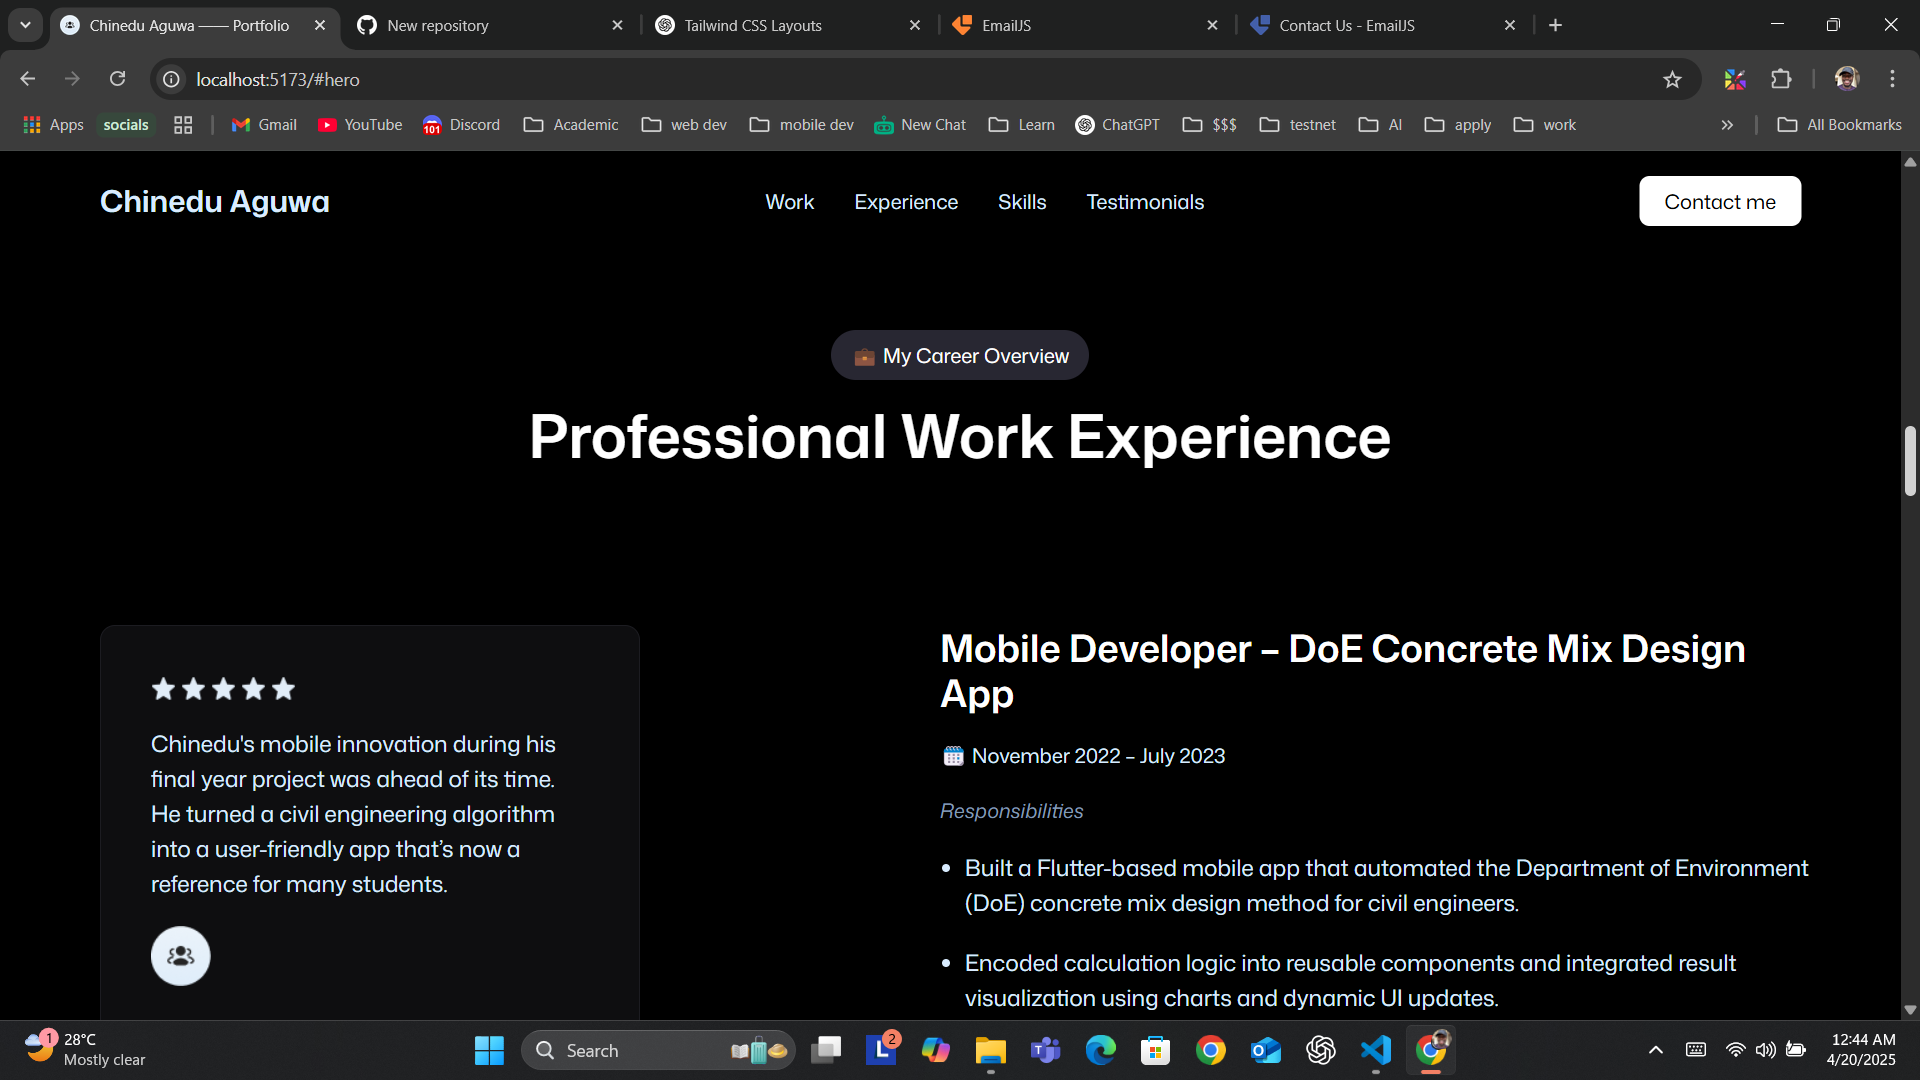 Chinedu Aguwa —— Portfolio
New repository
Tailwind CSS Layouts
EmailJS
Contact Us - EmailJS
localhost:5173/#hero
Apps
socials
Gmail
YouTube
101
Discord
Academic
web dev
mobile dev
New Chat
Learn
ChatGPT
$$$
testnet
AI
apply
work
All Bookmarks
Chinedu Aguwa
Work
Experience
Skills
Testimonials
Contact me
My Career Overview
Professional Work Experience
Chinedu's mobile innovation during his
final year project was ahead of its time.
He turned a civil engineering algorithm
into a user-friendly app that’s now a
reference for many students.
Mobile Developer – DoE Concrete Mix Design
App
November 2022 – July 2023
Responsibilities
Built a Flutter-based mobile app that automated the Department of Environment
(DoE) concrete mix design method for civil engineers.
Encoded calculation logic into reusable components and integrated result
visualization using charts and dynamic UI updates.
1
28°C
Mostly clear
Search
L
2
12:44 AM
4/20/2025